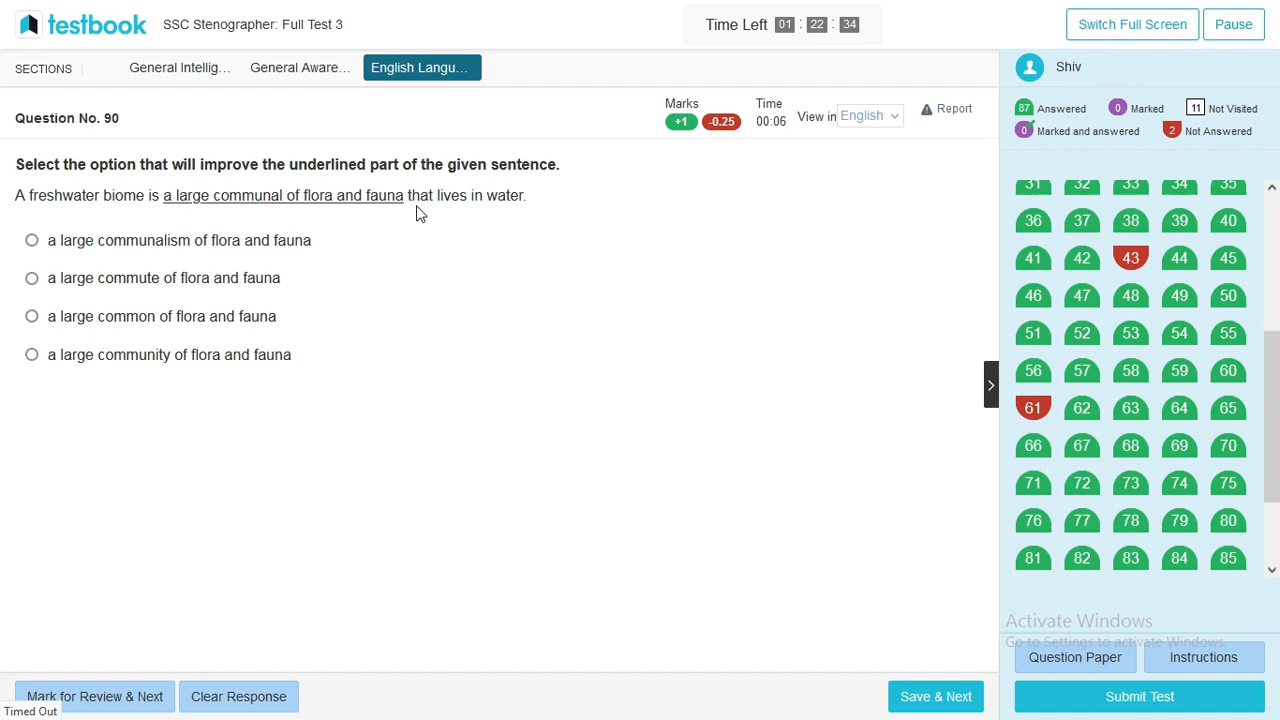 testbook
SSC Stenographer: Full Test 3
Time Left 01 : 22 : 34
Switch Full Screen
Pause
SECTIONS
General Intellig...
General Aware...
English Langu...
Shiv
Question No. 90
Marks
+1 -0.25
Time
00:06
View in English
Report
87 Answered
0 Marked
11 Not Visited
0 Marked and answered
2 Not Answered
Select the option that will improve the underlined part of the given sentence.
A freshwater biome is a large communal of flora and fauna that lives in water.
a large communalism of flora and fauna
a large commute of flora and fauna
a large common of flora and fauna
a large community of flora and fauna
31 32 33 34 35
36 37 38 39 40
41 42 43 44 45
46 47 48 49 50
51 52 53 54 55
56 57 58 59 60
61 62 63 64 65
66 67 68 69 70
71 72 73 74 75
76 77 78 79 80
81 82 83 84 85
Activate Windows
Go to Settings to activate Windows.
Question Paper
Instructions
Mark for Review & Next
Clear Response
Save & Next
Submit Test
Timed Out